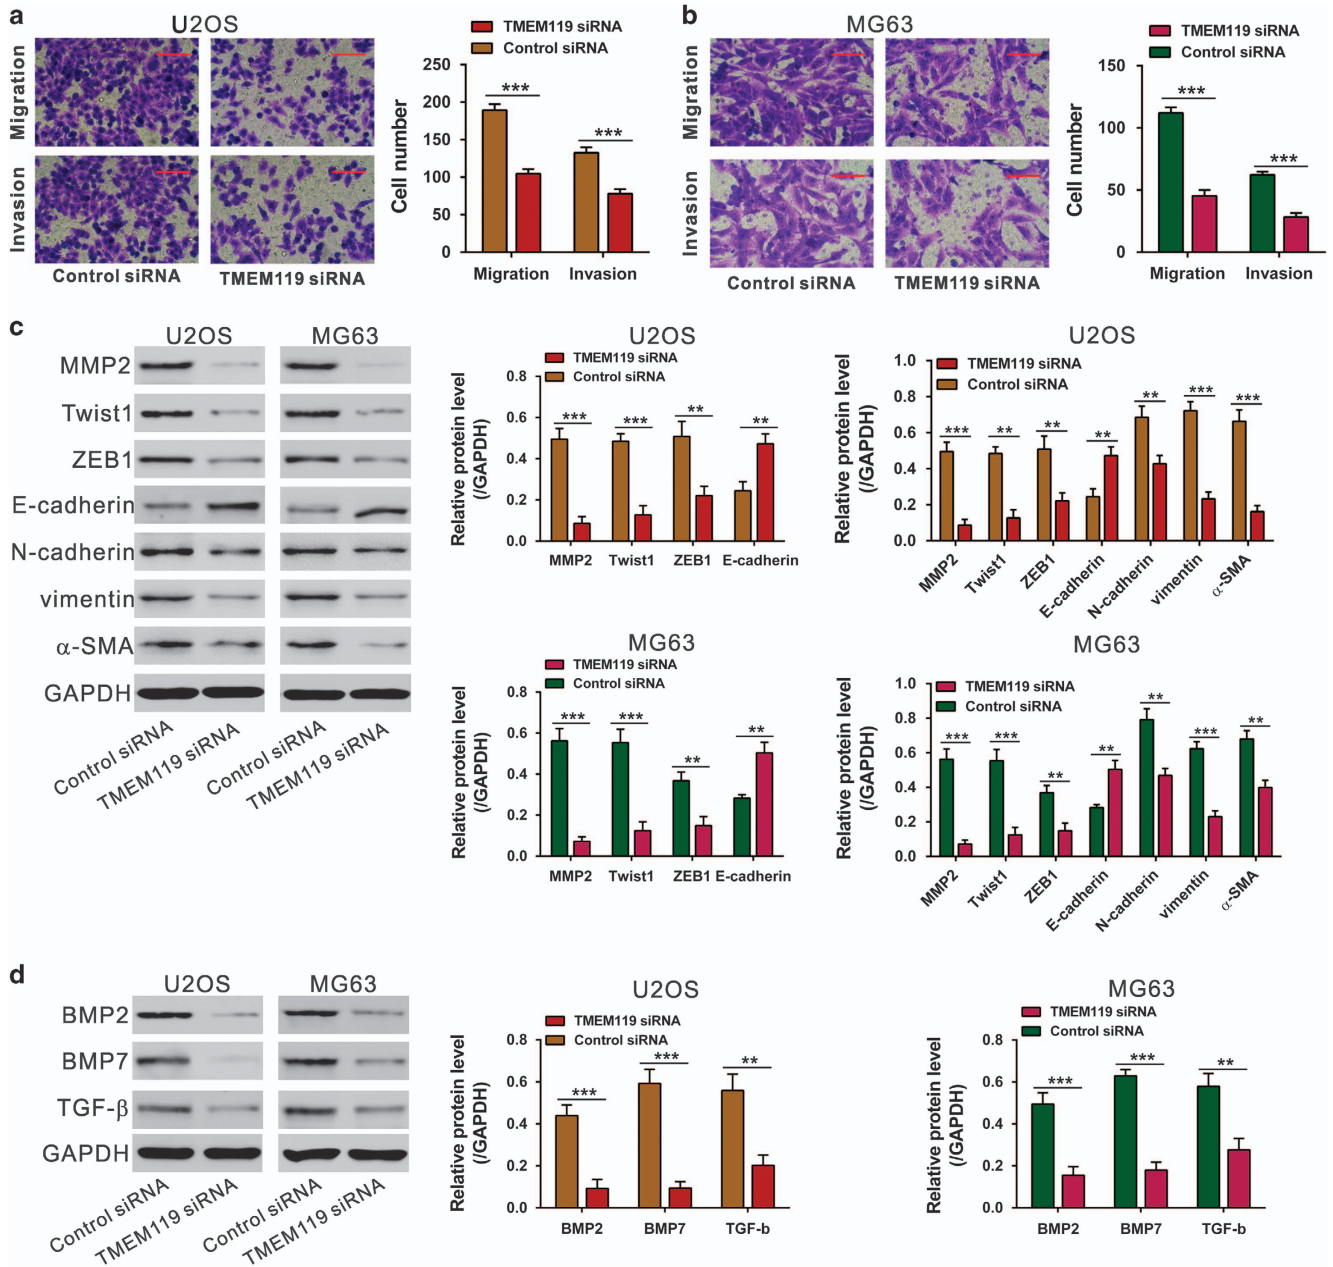 a
U2OS
Migration
Invasion
Control siRNA
TMEM119 siRNA
TMEM119 siRNA
Control siRNA
Cell number
250
200
150
100
50
0
***
***
Migration
Invasion
b
MG63
Migration
Invasion
Control siRNA
TMEM119 siRNA
TMEM119 siRNA
Control siRNA
Cell number
150
100
50
0
***
***
Migration
Invasion
c
U2OS
MG63
MMP2
Twist1
ZEB1
E-cadherin
N-cadherin
vimentin
α-SMA
GAPDH
Control siRNA
TMEM119 siRNA
Control siRNA
TMEM119 siRNA
U2OS
TMEM119 siRNA
Control siRNA
Relative protein level
(/GAPDH)
0.8
0.6
0.4
0.2
0.0
***
***
**
**
MMP2
Twist1
ZEB1
E-cadherin
U2OS
TMEM119 siRNA
Control siRNA
Relative protein level
(/GAPDH)
1.0
0.8
0.6
0.4
0.2
0.0
***
**
**
**
**
***
***
MMP2
Twist1
ZEB1
E-cadherin
N-cadherin
vimentin
α-SMA
MG63
TMEM119 siRNA
Control siRNA
Relative protein level
(/GAPDH)
0.8
0.6
0.4
0.2
0.0
***
***
**
**
MMP2
Twist1
ZEB1
E-cadherin
MG63
TMEM119 siRNA
Control siRNA
Relative protein level
(/GAPDH)
1.0
0.8
0.6
0.4
0.2
0.0
***
***
**
**
**
***
**
MMP2
Twist1
ZEB1
E-cadherin
N-cadherin
vimentin
α-SMA
d
U2OS
MG63
BMP2
BMP7
TGF-β
GAPDH
Control siRNA
TMEM119 siRNA
Control siRNA
TMEM119 siRNA
U2OS
TMEM119 siRNA
Control siRNA
Relative protein level
(/GAPDH)
0.8
0.6
0.4
0.2
0.0
***
***
**
BMP2
BMP7
TGF-b
MG63
TMEM119 siRNA
Control siRNA
Relative protein level
(/GAPDH)
0.8
0.6
0.4
0.2
0.0
***
***
**
BMP2
BMP7
TGF-b